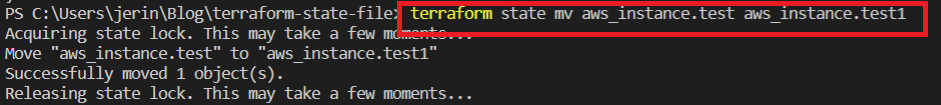 PS C:\Users\jerin\Blog\terraform-state-file> terraform state mv aws_instance.test aws_instance.test1
Acquiring state lock. This may take a few moments...
Move "aws_instance.test" to "aws_instance.test1"
Successfully moved 1 object(s).
Releasing state lock. This may take a few moments...